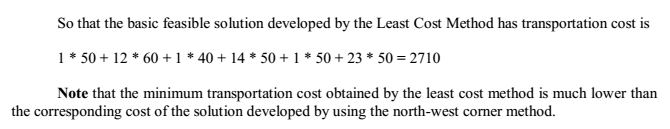 So that the basic feasible solution developed by the Least Cost Method has transportation cost is
1 * 50 + 12 * 60 + 1 * 40 + 14 * 50 + 1 * 50 + 23 * 50 = 2710
Note that the minimum transportation cost obtained by the least cost method is much lower than
the corresponding cost of the solution developed by using the north-west corner method.